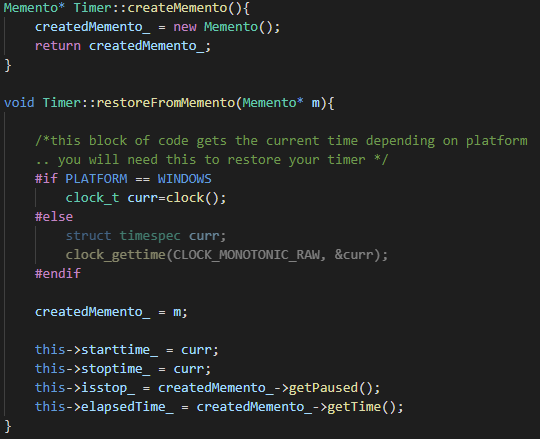 Memento* Timer::createMemento(){
    createdMemento_ = new Memento();
    return createdMemento_;
}
void Timer::restoreFromMemento(Memento* m){
    /*this block of code gets the current time depending on platform
    .. you will need this to restore your timer */
    #if PLATFORM == WINDOWS
        clock_t curr=clock();
    #else
        struct timespec curr;
        clock_gettime(CLOCK_MONOTONIC_RAW, &curr);
    #endif
    createdMemento_ = m;
    this->starttime_ = curr;
    this->stoptime_ = curr;
    this->isstop_ = createdMemento_->getPaused();
    this->elapsedTime_ = createdMemento_->getTime();
}